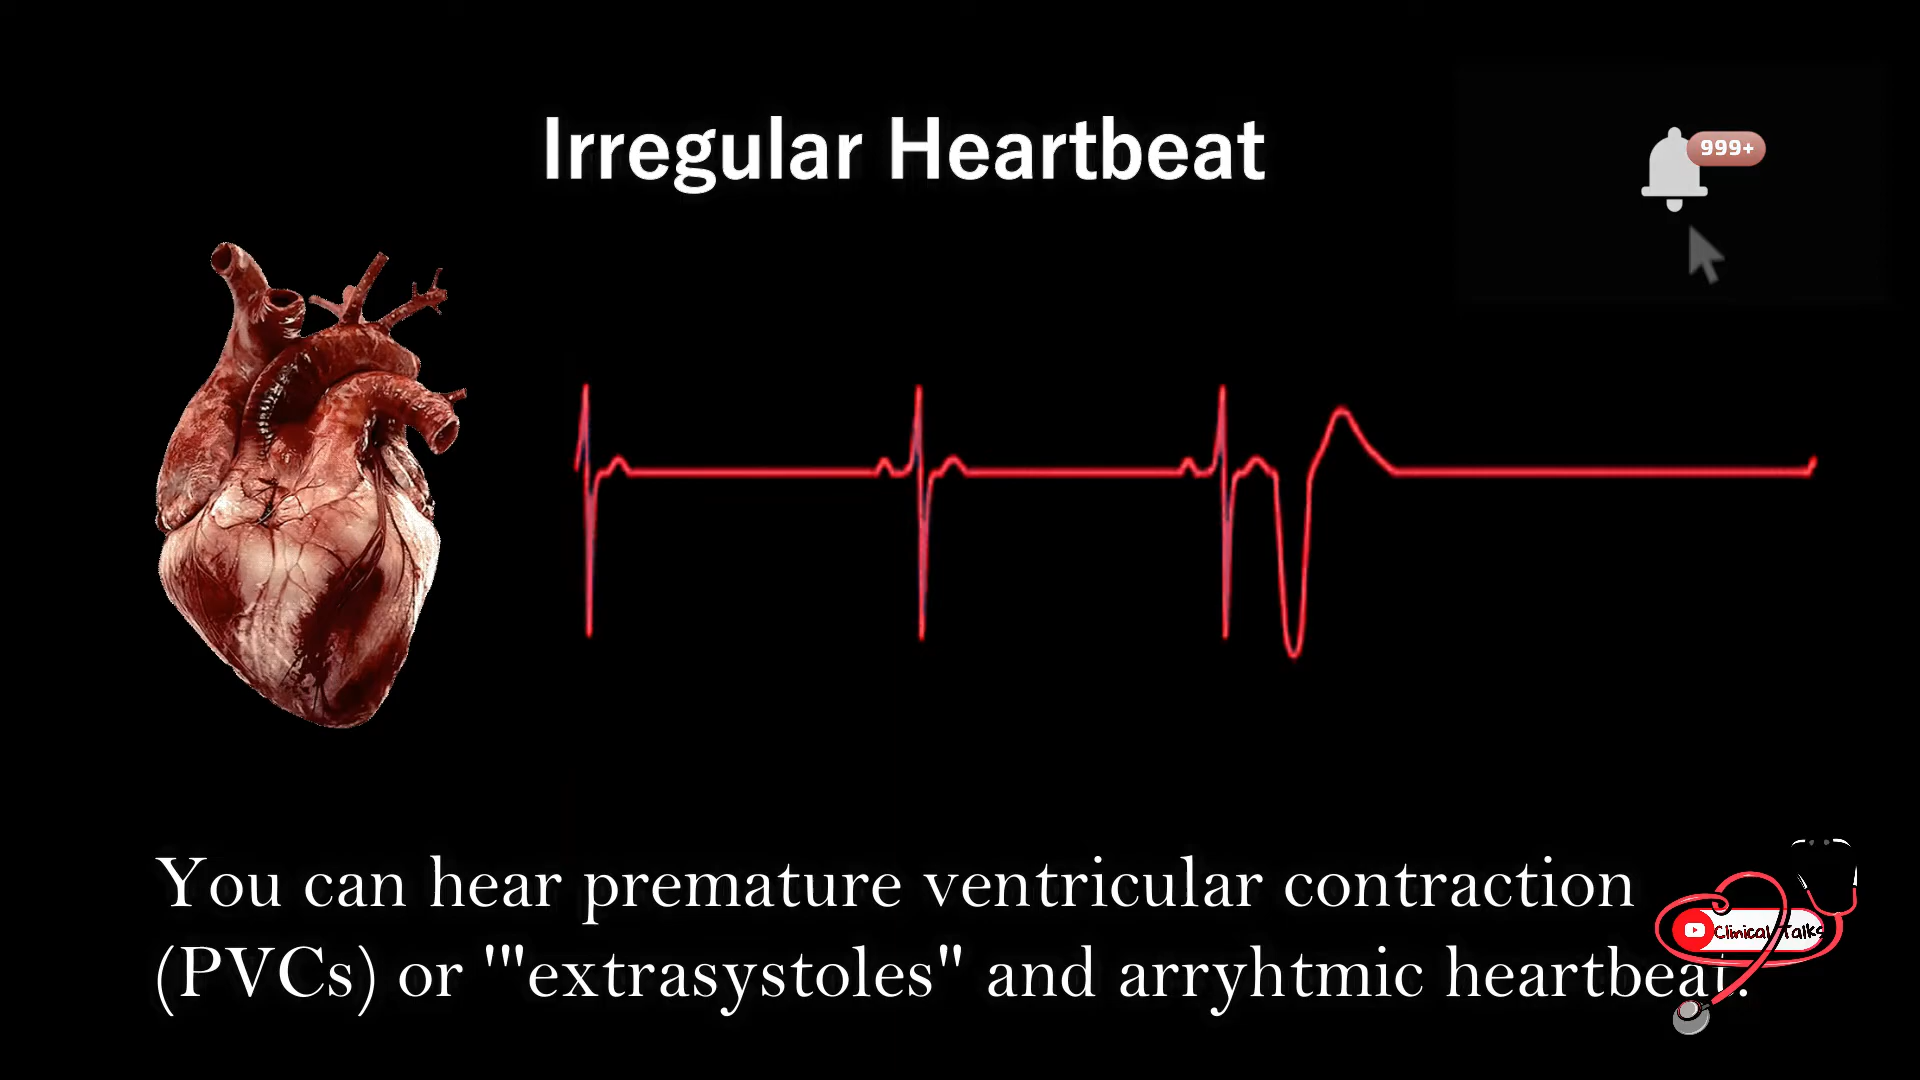 Irregular Heartbeat
999+
You can hear premature ventricular contraction
(PVCs) or '"extrasystoles" and arryhtmic heartbeat.
Clinical Talks